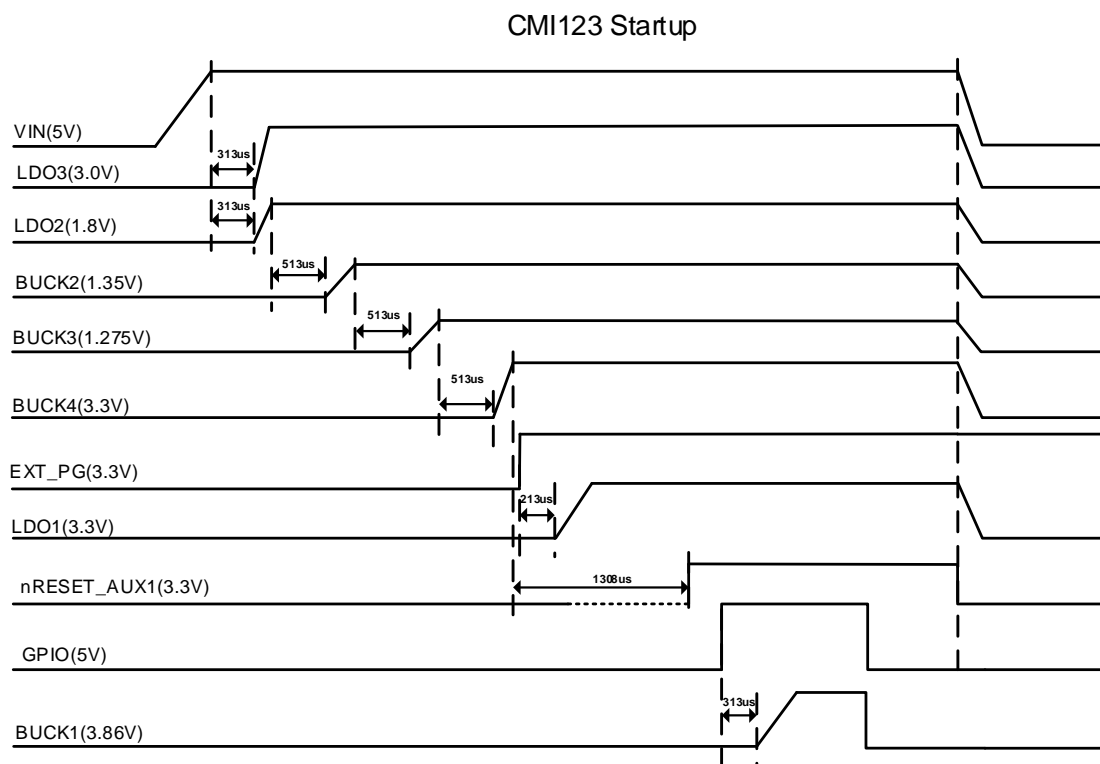 CMI123 Startup
VIN(5V)
313us
LDO3(3.0V)
313us
LDO2(1.8V)
513us
BUCK2(1.35V)
513us
BUCK3(1.275V)
513us
BUCK4(3.3V)
EXT_PG(3.3V)
213us
LDO1(3.3V)
1308us
nRESET_AUX1(3.3V)
GPIO(5V)
313us
BUCK1(3.86V)